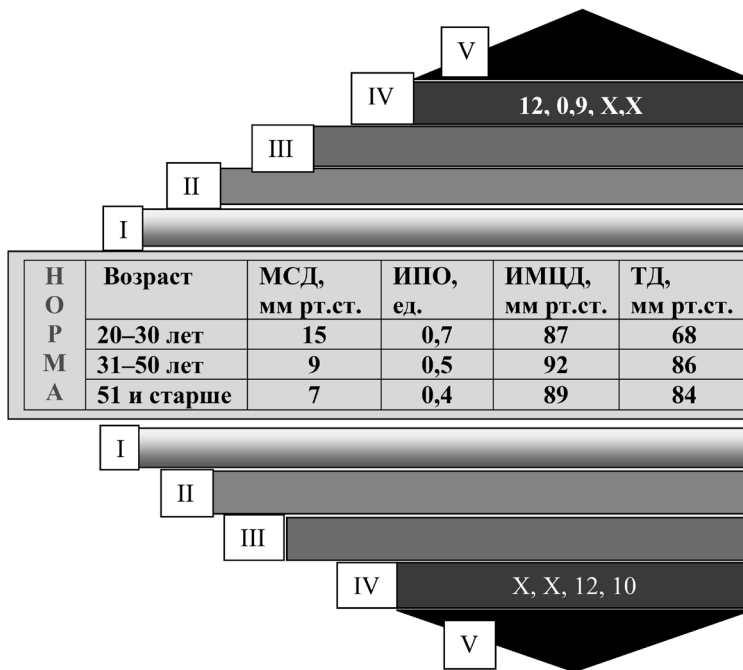 V
IV
12, 0,9, X,X
III
II
I
НОРМА
Возраст МСД, мм рт.ст. ИПО, ед. ИМЦД, мм рт.ст. ТД, мм рт.ст.
20–30 лет 15 0,7 87 68
31–50 лет 9 0,5 92 86
51 и старше 7 0,4 89 84
I
II
III
IV
X, X, 12, 10
V